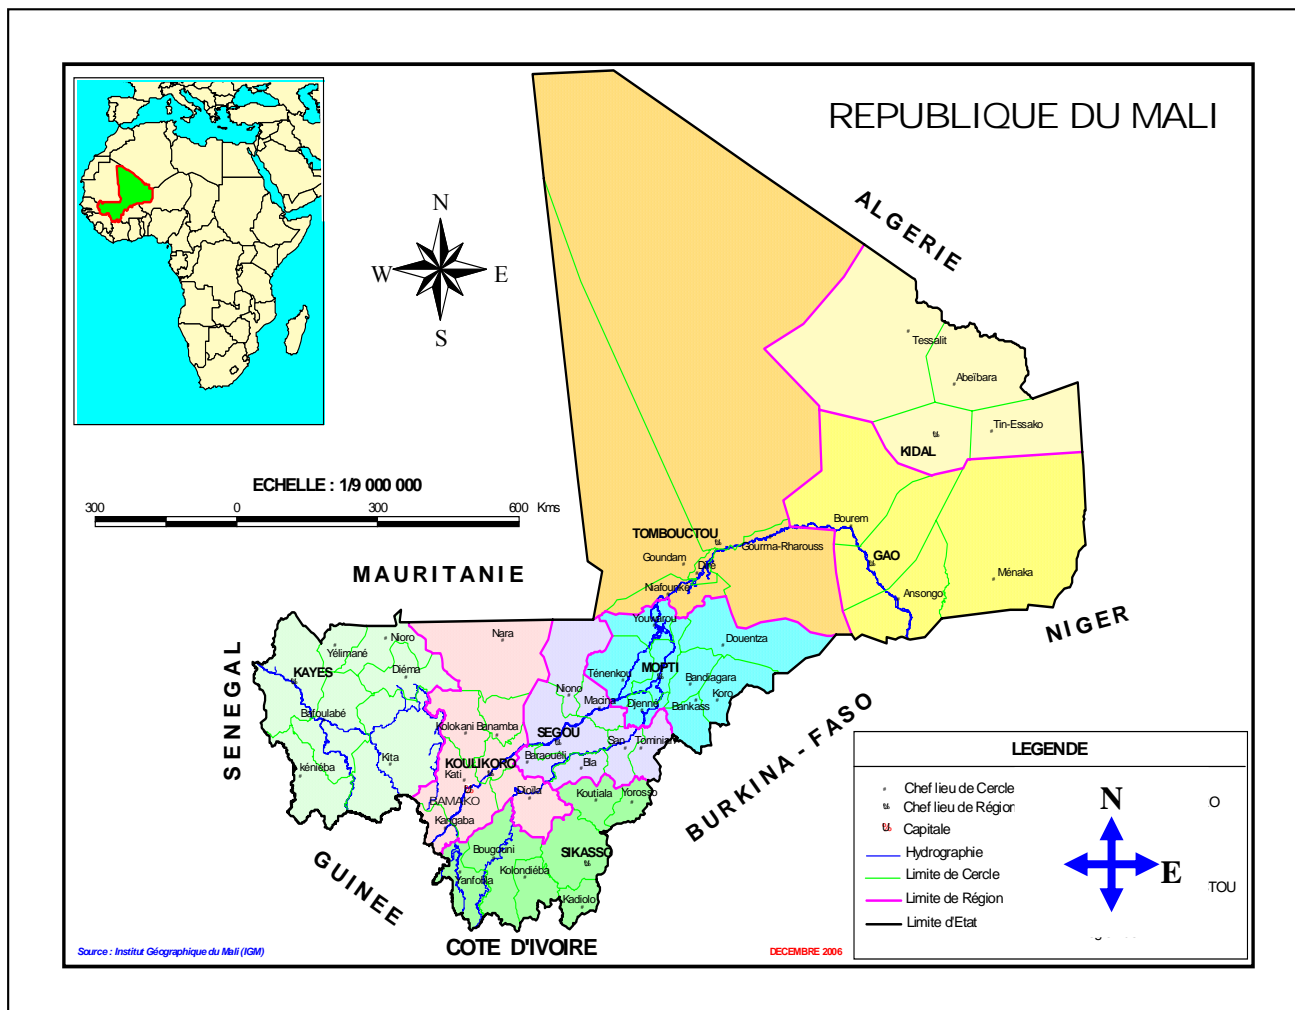 REPUBLIQUE DU MALI
ALGERIE
N
W
E
S
Tessalit
Abeïbara
Tin-Essako
KIDAL
ECHELLE : 1/9 000 000
300
0
300
600
Kms
TOMBOUCTOU
Bourem
Gourma-Rharouss
Goundam
Diré
GAO
Ménaka
Niafounké
Ansongo
MAURITANIE
NIGER
Youwarou
Nara
Nioro
Yélimané
Douentza
SENEGAL
KAYES
Diéma
Ténenkou
MOPTI
Bandiagara
Niono
Macina
Djenné
Bankass
Koro
Bafoulabé
Kolokani
Banamba
SEGOU
San
Tominian
BURKINA - FASO
Kita
Baraouéli
Bla
kéniéba
KOULIKORO
Kati
BAMAKO
Dioïla
Koutiala
Yorosso
Kangaba
GUINEE
Bougouni
SIKASSO
Kolondiéba
Yanfolila
Kadiolo
COTE D'IVOIRE
Source : Institut Géographique du Mali (IGM)
DECEMBRE 2006
LEGENDE
Chef lieu de Cercle
Chef lieu de Région
Capitale
Hydrographie
Limite de Cercle
Limite de Région
Limite d'Etat
N
E
O
TOU